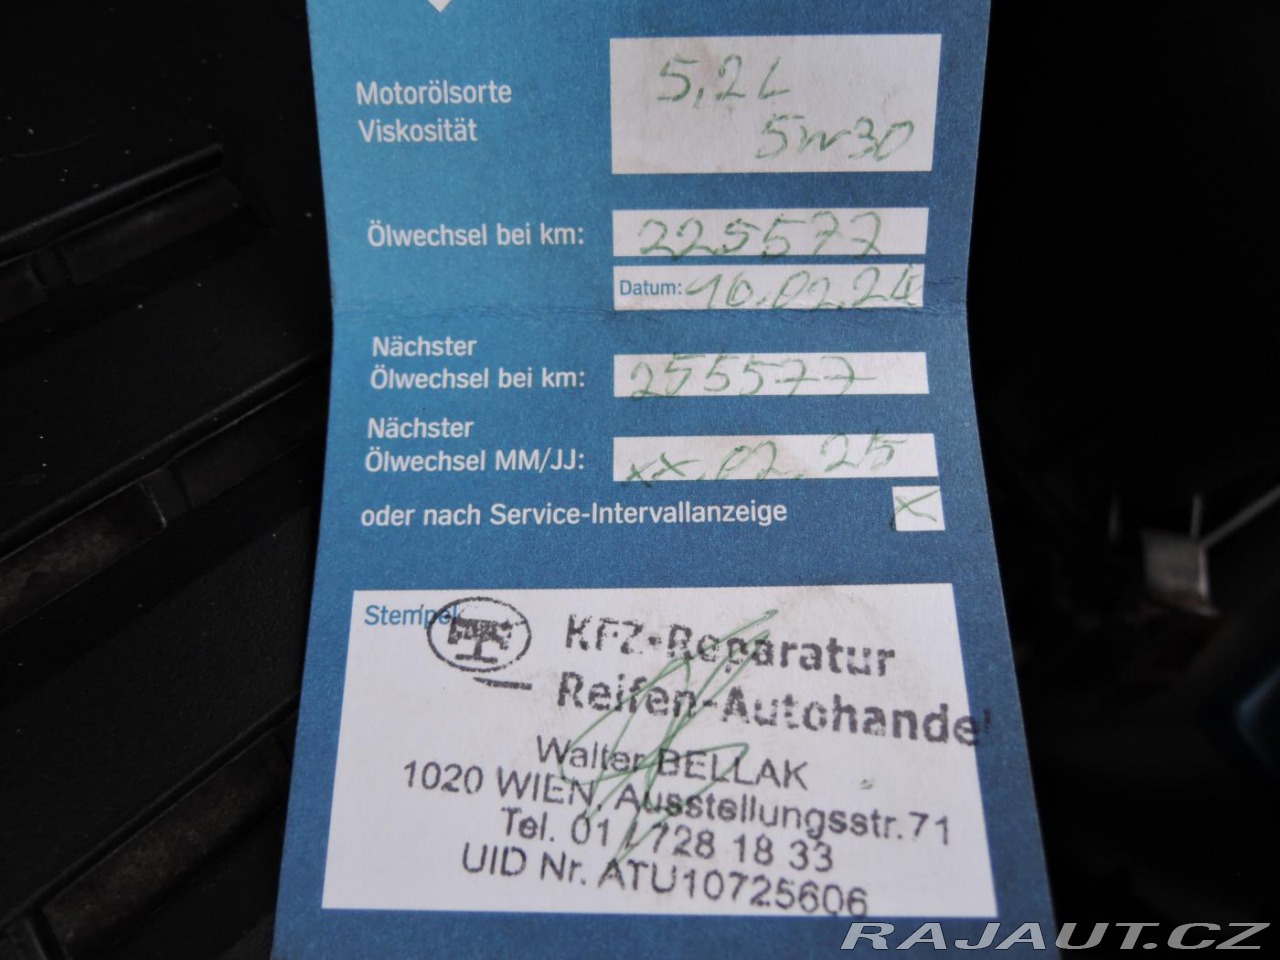 Motorölsorte
Viskosität
5,2L
5w30
Ölwechsel bei km: 225577
Datum: 10.02.24
Nächster
Ölwechsel bei km: 255577
Nächster
Ölwechsel MM/JJ: xx.02.25
oder nach Service-Intervallanzeige x
Stempel
KFZ-Reparatur
Reifen-Autohandel
Walter BELLAK
1020 WIEN, Ausstellungsstr.71
Tel. 01 / 728 18 33
UID Nr. ATU10725606
RAJAUT.CZ